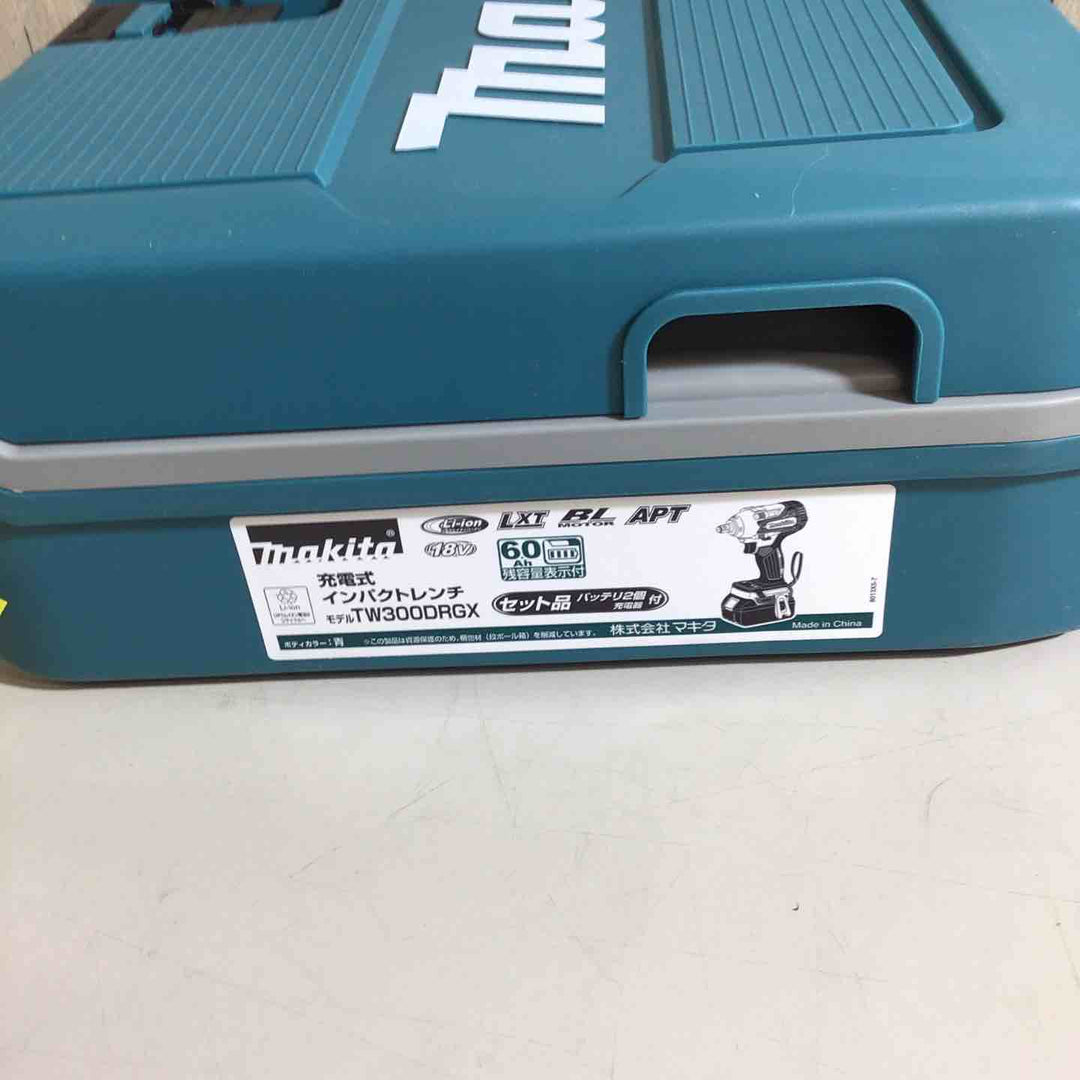 makita
makita®
Li-ion
LXT
BL
MOTOR
APT
18V
6.0
Ah
残容量表示付
充電式
インパクトレンチ
モデルTW300DRGX
Li-ion
セット品 バッテリ2個
充電器 付
ボディカラー：青
※この製品は資源保護のため、梱包材（段ボール箱）を削減しています。
株式会社 マキタ
Made in China